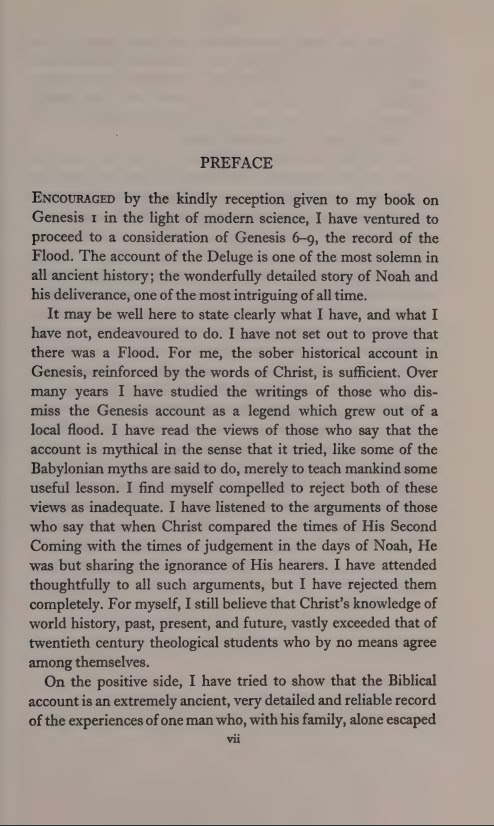 PREFACE
ENCOURAGED by the kindly reception given to my book on
Genesis 1 in the light of modern science, I have ventured to
proceed to a consideration of Genesis 6–9, the record of the
Flood. The account of the Deluge is one of the most solemn in
all ancient history; the wonderfully detailed story of Noah and
his deliverance, one of the most intriguing of all time.
It may be well here to state clearly what I have, and what I
have not, endeavoured to do. I have not set out to prove that
there was a Flood. For me, the sober historical account in
Genesis, reinforced by the words of Christ, is sufficient. Over
many years I have studied the writings of those who dis-
miss the Genesis account as a legend which grew out of a
local flood. I have read the views of those who say that the
account is mythical in the sense that it tried, like some of the
Babylonian myths are said to do, merely to teach mankind some
useful lesson. I find myself compelled to reject both of these
views as inadequate. I have listened to the arguments of those
who say that when Christ compared the times of His Second
Coming with the times of judgement in the days of Noah, He
was but sharing the ignorance of His hearers. I have attended
thoughtfully to all such arguments, but I have rejected them
completely. For myself, I still believe that Christ's knowledge of
world history, past, present, and future, vastly exceeded that of
twentieth century theological students who by no means agree
among themselves.
On the positive side, I have tried to show that the Biblical
account is an extremely ancient, very detailed and reliable record
of the experiences of one man who, with his family, alone escaped
vii